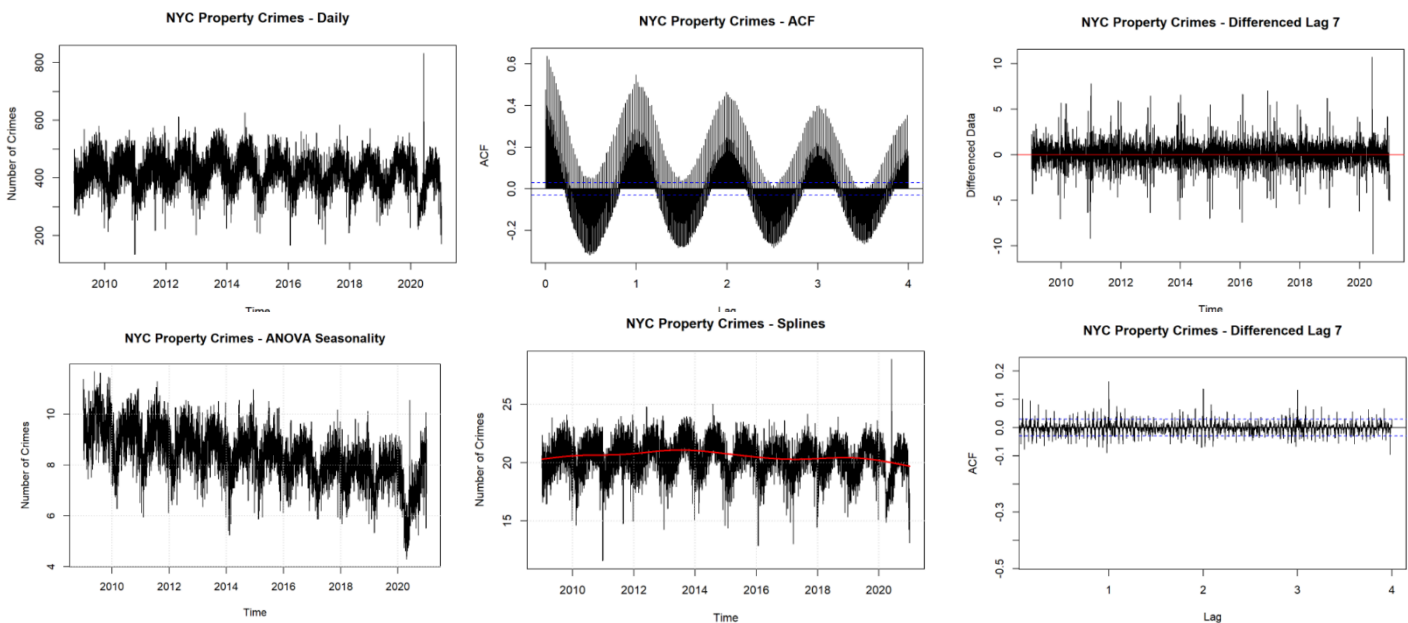 NYC Property Crimes - Daily
Number of Crimes
800
600
400
200
2010 2012 2014 2016 2018 2020
Time
NYC Property Crimes - ACF
ACF
0.6
0.4
0.2
0.0
-0.2
0 1 2 3 4
Lag
NYC Property Crimes - Differenced Lag 7
Differenced Data
10
5
0
-5
-10
2010 2012 2014 2016 2018 2020
Time
NYC Property Crimes - ANOVA Seasonality
Number of Crimes
10
8
6
4
2010 2012 2014 2016 2018 2020
Time
NYC Property Crimes - Splines
Number of Crimes
25
20
15
2010 2012 2014 2016 2018 2020
Time
NYC Property Crimes - Differenced Lag 7
ACF
0.2
0.1
0.0
-0.1
-0.3
-0.5
1 2 3 4
Lag